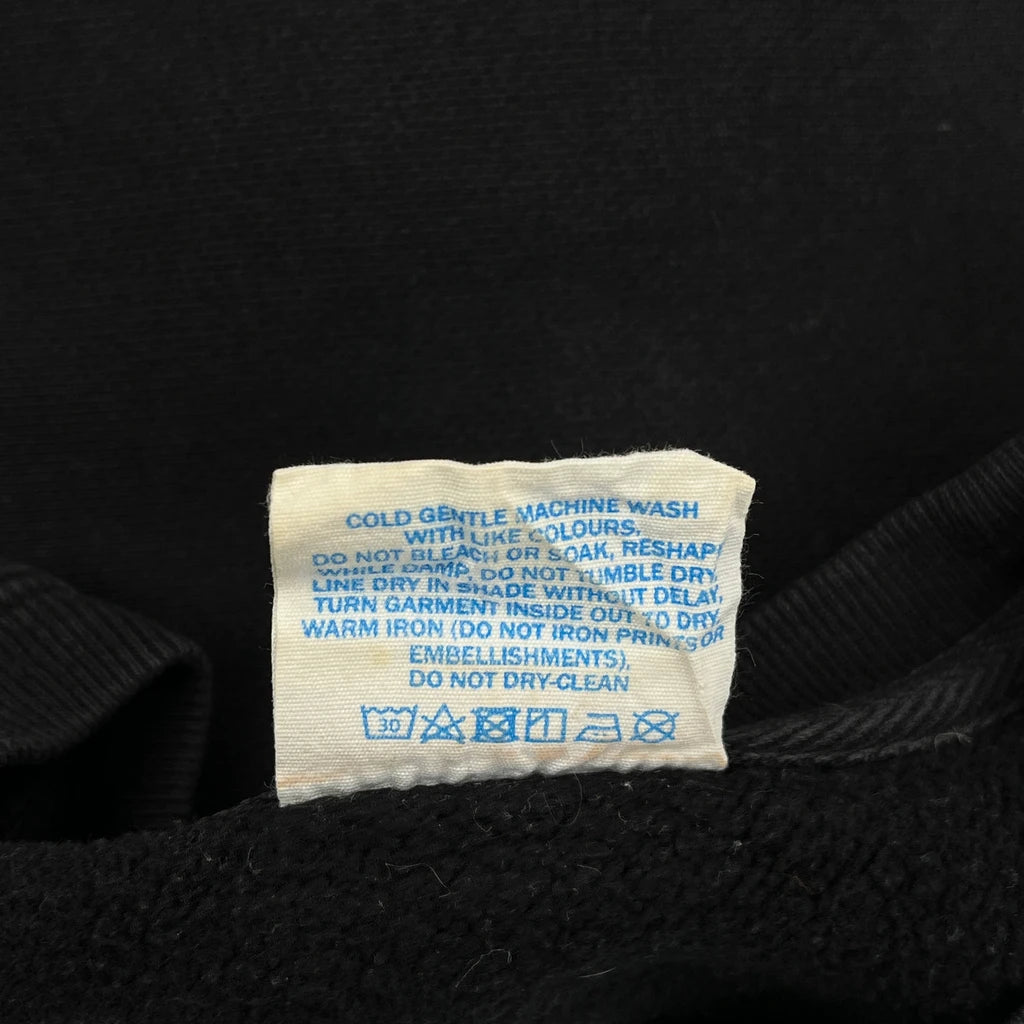 COLD GENTLE MACHINE WASH
WITH LIKE COLOURS.
DO NOT BLEACH OR SOAK, RESHAP
WHILE DAMP. DO NOT TUMBLE DRY,
LINE DRY IN SHADE WITHOUT DELAY,
TURN GARMENT INSIDE OUT TO DRY,
WARM IRON (DO NOT IRON PRINTS OR
EMBELLISHMENTS).
DO NOT DRY-CLEAN
30